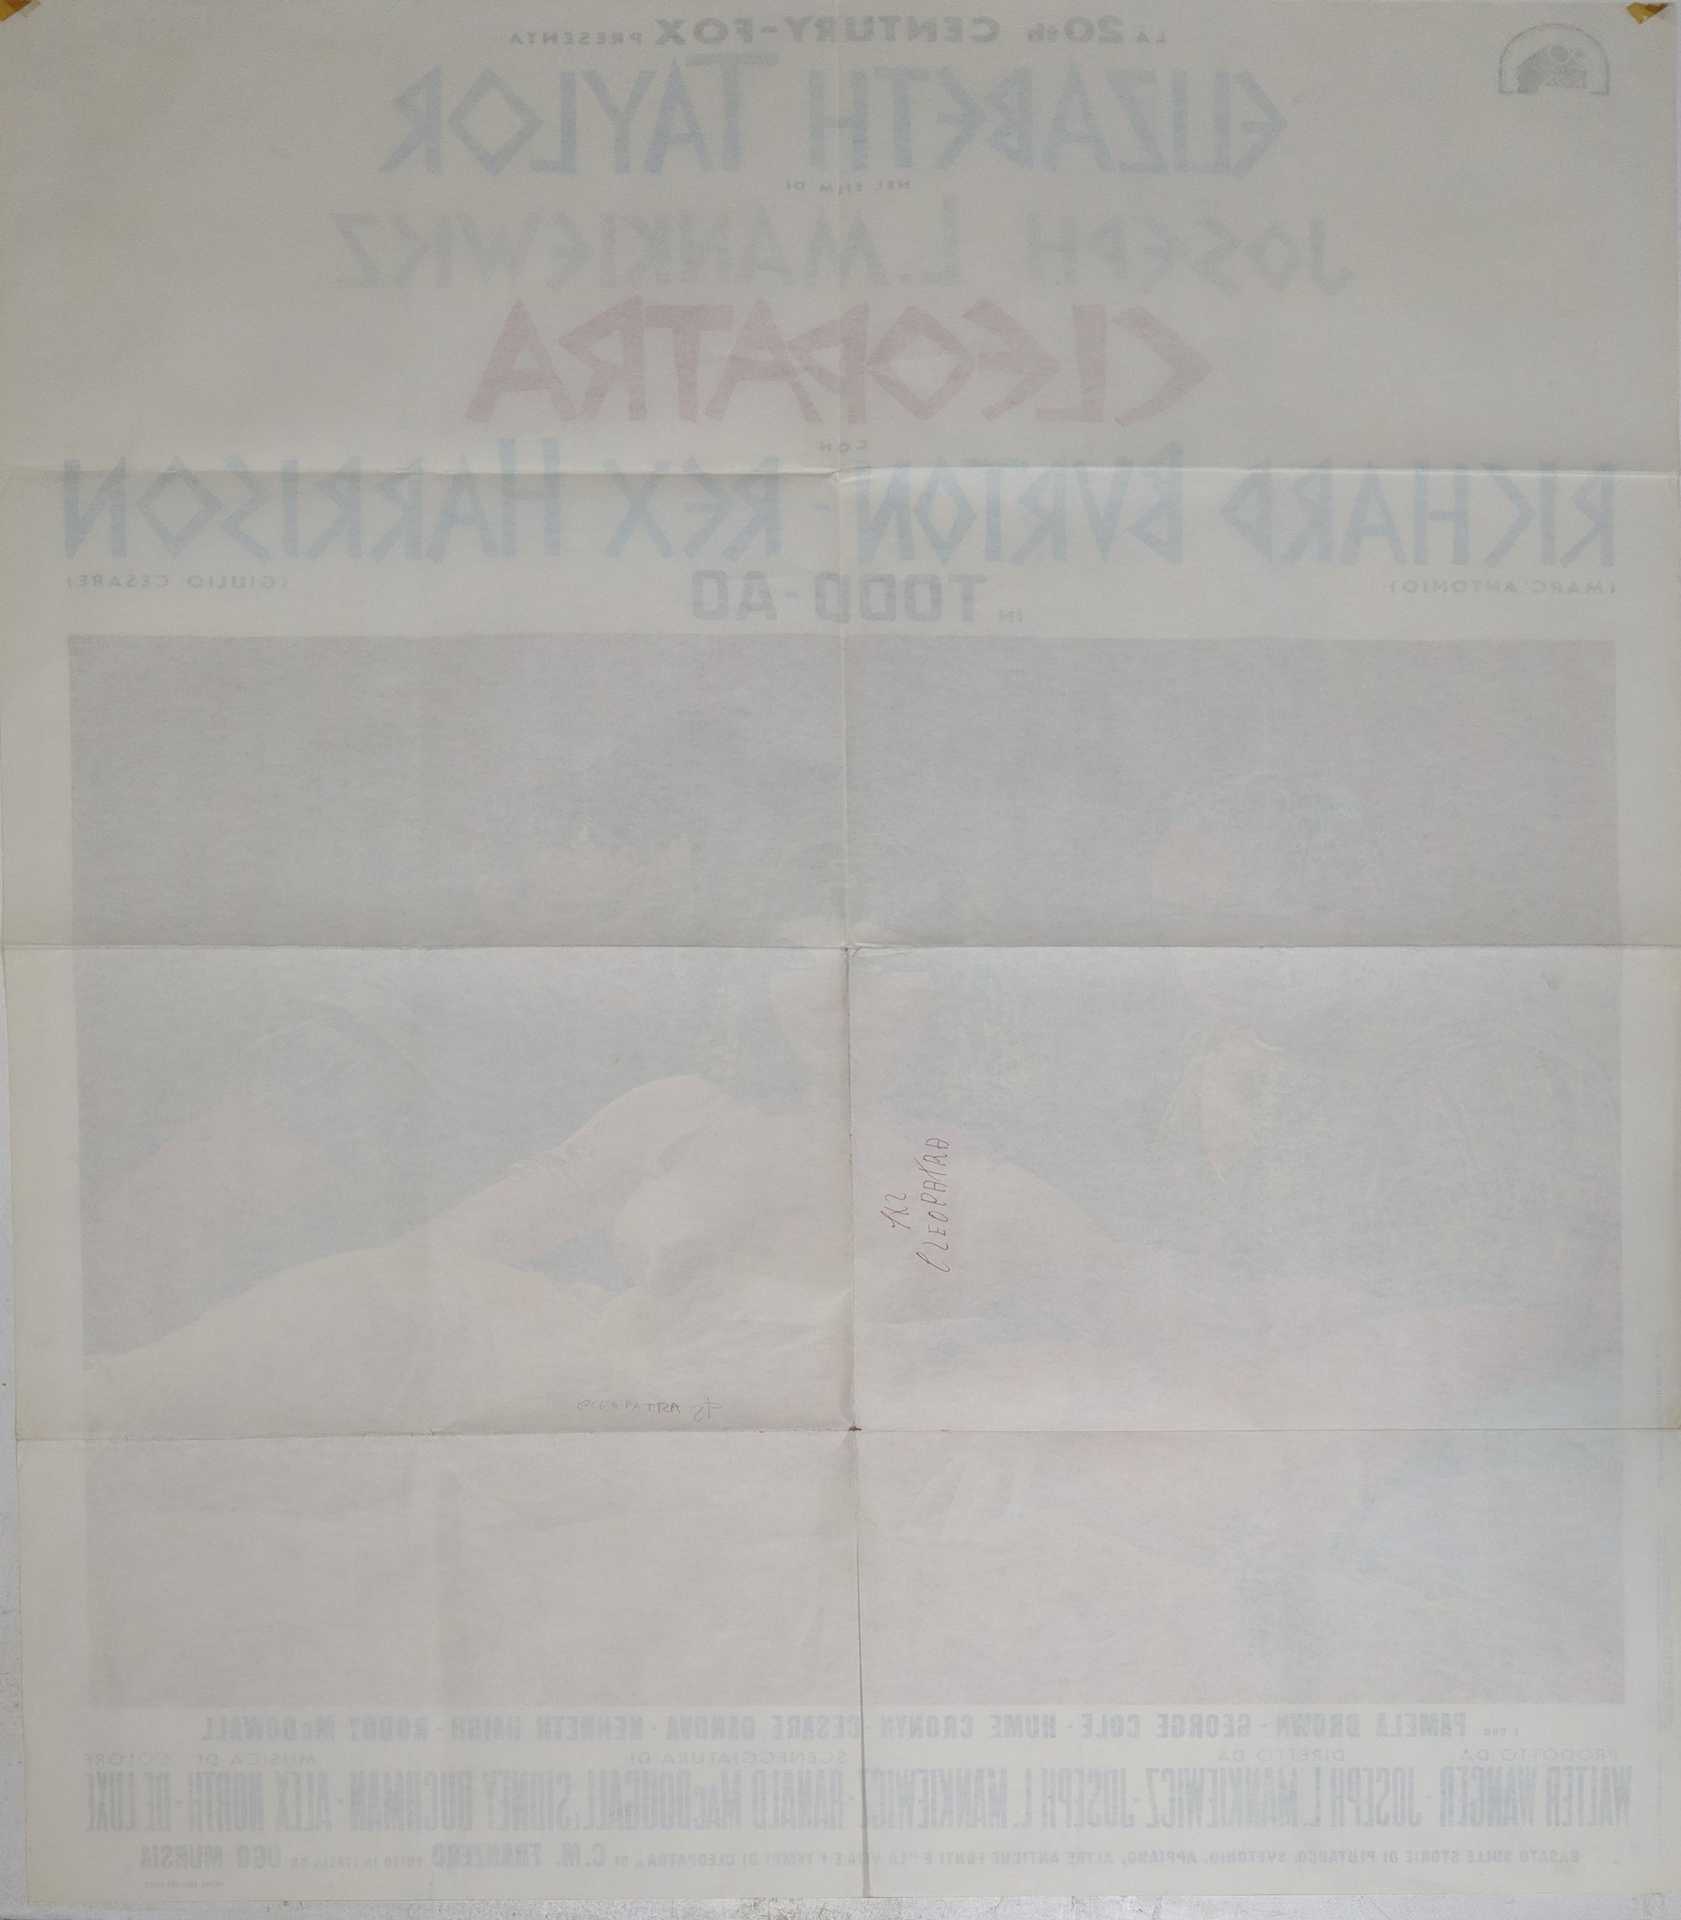 LA 20th CENTURY-FOX PRESENTA
ELIZABETH TAYLOR
NEL FILM DI
JOSEPH L. MANKIEWICZ
CLEOPATRA
CON
RICHARD BVRTON - REX HARRISON
(MARC'ANTONIO) (GIULIO CESARE)
IN TODD-AO
1X2
CLEOPATRA
CLEOPATRA 2F
E CON PAMELA BROWN · GEORGE COLE · HUME CRONYN · CESARE DANOVA · KENNETH HAIGH · RODDY McDOWALL
PRODOTTO DA DIRETTO DA SCENEGGIATURA DI MUSICA DI COLORE
WALTER WANGER · JOSEPH L. MANKIEWICZ · JOSEPH L. MANKIEWICZ · RANALD MacDOUGALL SIDNEY BUCHMAN · ALEX NORTH · DE LUXE
BASATO SULLE STORIE DI PLUTARCO, SVETONIO, APPIANO, ALTRE ANTICHE FONTI E "LA VITA E I TEMPI DI CLEOPATRA" DI C. M. FRANZERO EDITO IN ITALIA DA UGO MURSIA